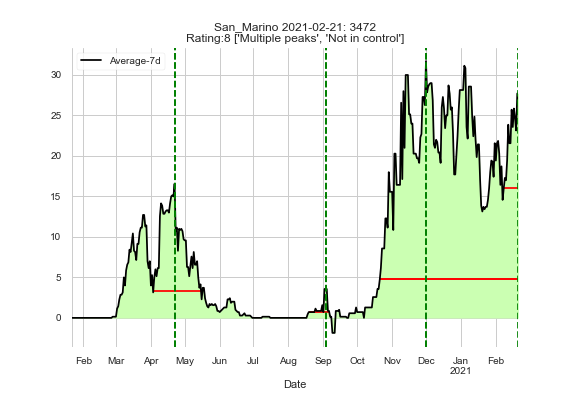 San_Marino 2021-02-21: 3472
Rating:8 ['Multiple peaks', 'Not in control']
Average-7d
30
25
20
15
10
5
0
Feb Mar Apr May Jun Jul Aug Sep Oct Nov Dec Jan Feb
2021
Date